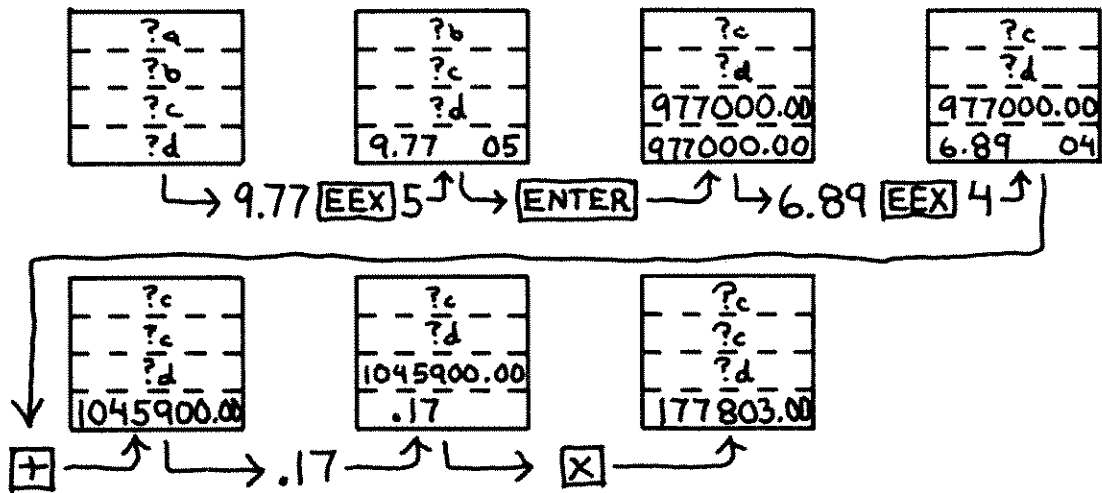 ?a ?b ?c ?c
?b ?c ?d ?d
?c ?d 977000.00 977000.00
?d 9.77 05 977000.00 6.89 04
9.77 EEX 5 ENTER 6.89 EEX 4
?c ?c ?c
?c ?d ?c
?d 1045900.00 ?d
1045900.00 .17 177803.00
+ .17 X